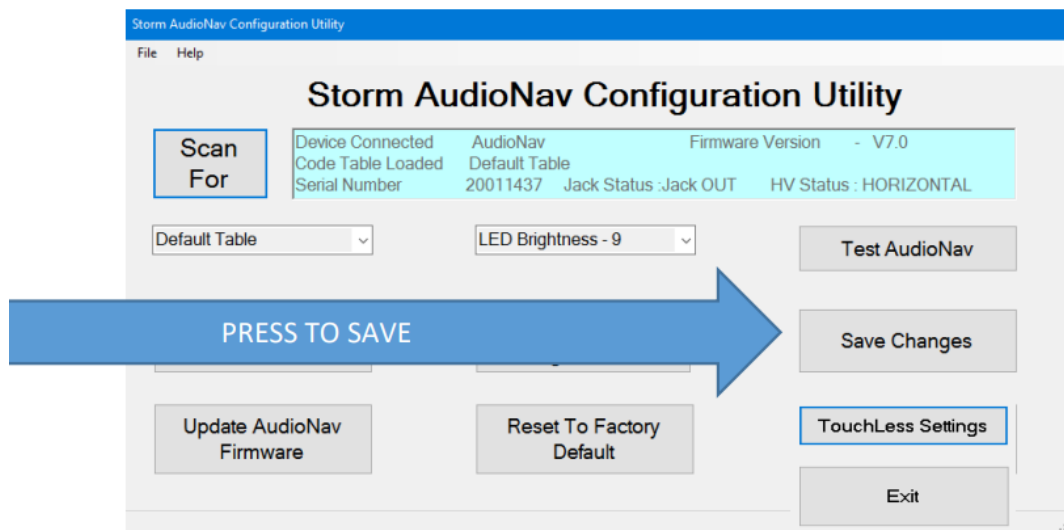 Storm AudioNav Configuration Utility
File Help
Storm AudioNav Configuration Utility
Scan
For
Device Connected AudioNav Firmware Version - V7.0
Code Table Loaded Default Table
Serial Number 20011437 Jack Status :Jack OUT HV Status : HORIZONTAL
Default Table
LED Brightness - 9
Test AudioNav
PRESS TO SAVE
Save Changes
Update AudioNav
Firmware
Reset To Factory
Default
TouchLess Settings
Exit